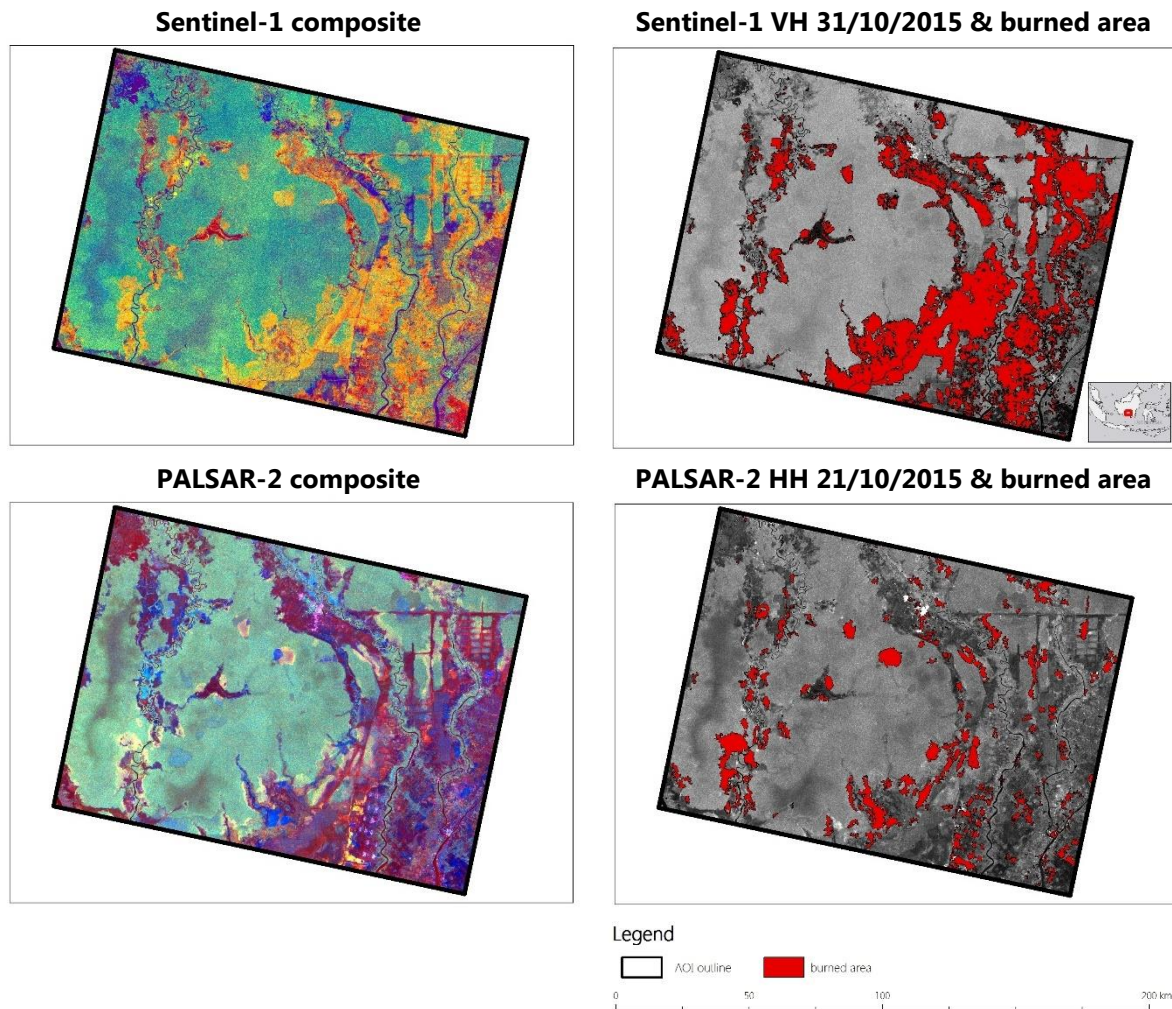 Sentinel-1 composite
Sentinel-1 VH 31/10/2015 & burned area
PALSAR-2 composite
PALSAR-2 HH 21/10/2015 & burned area
Legend
AOI outline
burned area
0 50 100 200 km